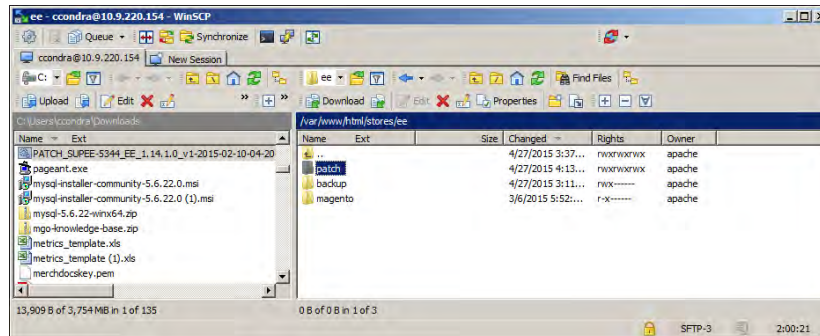 ee - ccondra@10.9.220.154 - WinSCP
Queue Synchronize
ccondra@10.9.220.154 New Session
C: ee Find Files
Upload Edit » Download Edit Properties
C:\Users\ccondra\Downloads /var/www/html/stores/ee
Name Ext Name Ext Size Changed Rights Owner
PATCH_SUPEE-5344_EE_1.14.1.0_v1-2015-02-10-04-20 .. 4/27/2015 3:37... rwxrwxrwx apache
pageant.exe patch 4/27/2015 4:13... rwxrwxrwx apache
mysql-installer-community-5.6.22.0.msi backup 4/27/2015 3:11... rwx------ apache
mysql-installer-community-5.6.22.0 (1).msi magento 3/6/2015 5:52:... r-x------ apache
mysql-5.6.22-winx64.zip
mgo-knowledge-base.zip
metrics_template.xls
metrics_template (1).xls
merchdocskey.pem
13,909 B of 3,754 MiB in 1 of 135 0 B of 0 B in 1 of 3
SFTP-3 2:00:21